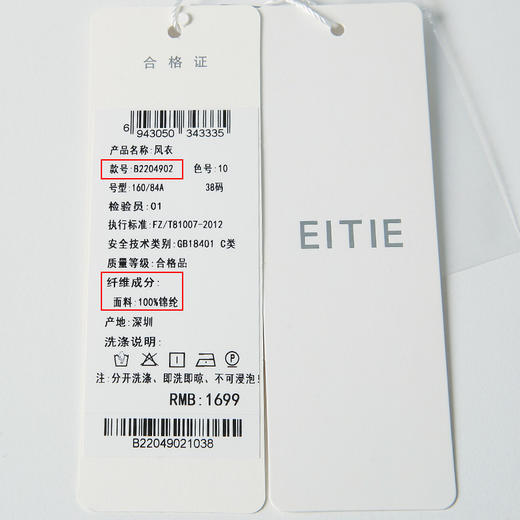 合格证
6 943050 343335
产品名称:风衣
款号:B2204902 色号:10
号型:160/84A 38码
检验员:01
执行标准:FZ/T81007-2012
安全技术类别:GB18401 C类
质量等级:合格品
纤维成分:
面料:100%锦纶
产地:深圳
洗涤说明:
注:分开洗涤、即洗即晾、不可浸泡!
RMB:1699
B22049021038
EITIE